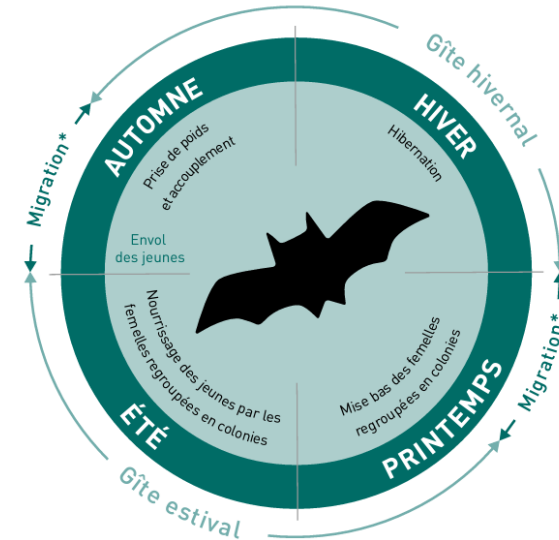 Gîte hivernal
AUTOMNE
HIVER
Migration*
Prise de poids
et accouplement
Hibernation
Envol
des jeunes
Nourrissage des jeunes par les
femelles regroupées en colonies
Mise bas des femelles
regroupées en colonies
Migration*
ÉTÉ
PRINTEMPS
Gîte estival